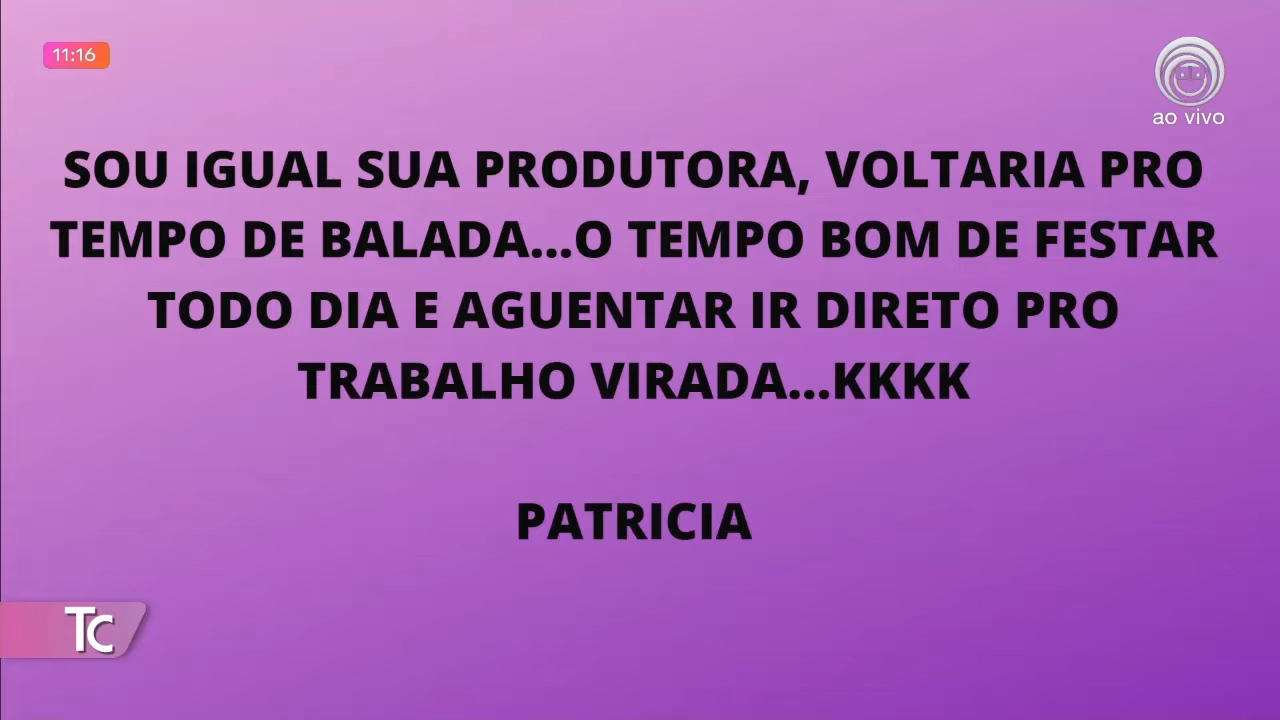 11:16
ao vivo
SOU IGUAL SUA PRODUTORA, VOLTARIA PRO
TEMPO DE BALADA...O TEMPO BOM DE FESTAR
TODO DIA E AGUENTAR IR DIRETO PRO
TRABALHO VIRADA...KKKK
PATRICIA
TC